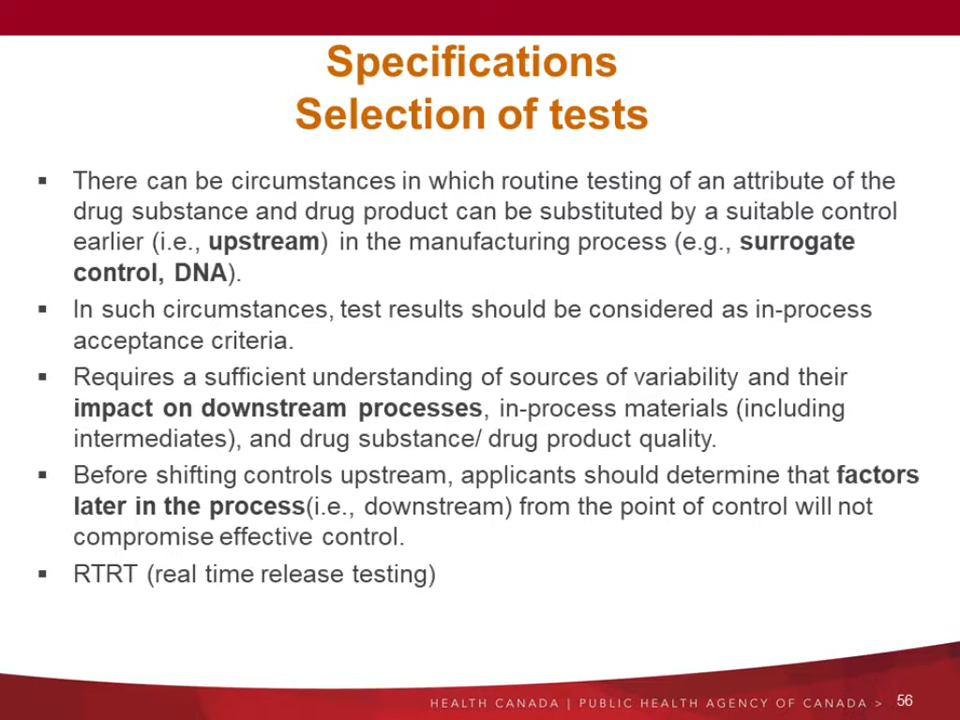 Specifications
Selection of tests
▪ There can be circumstances in which routine testing of an attribute of the
drug substance and drug product can be substituted by a suitable control
earlier (i.e., upstream) in the manufacturing process (e.g., surrogate
control, DNA).
▪ In such circumstances, test results should be considered as in-process
acceptance criteria.
▪ Requires a sufficient understanding of sources of variability and their
impact on downstream processes, in-process materials (including
intermediates), and drug substance/ drug product quality.
▪ Before shifting controls upstream, applicants should determine that factors
later in the process(i.e., downstream) from the point of control will not
compromise effective control.
▪ RTRT (real time release testing)
HEALTH CANADA | PUBLIC HEALTH AGENCY OF CANADA > 56